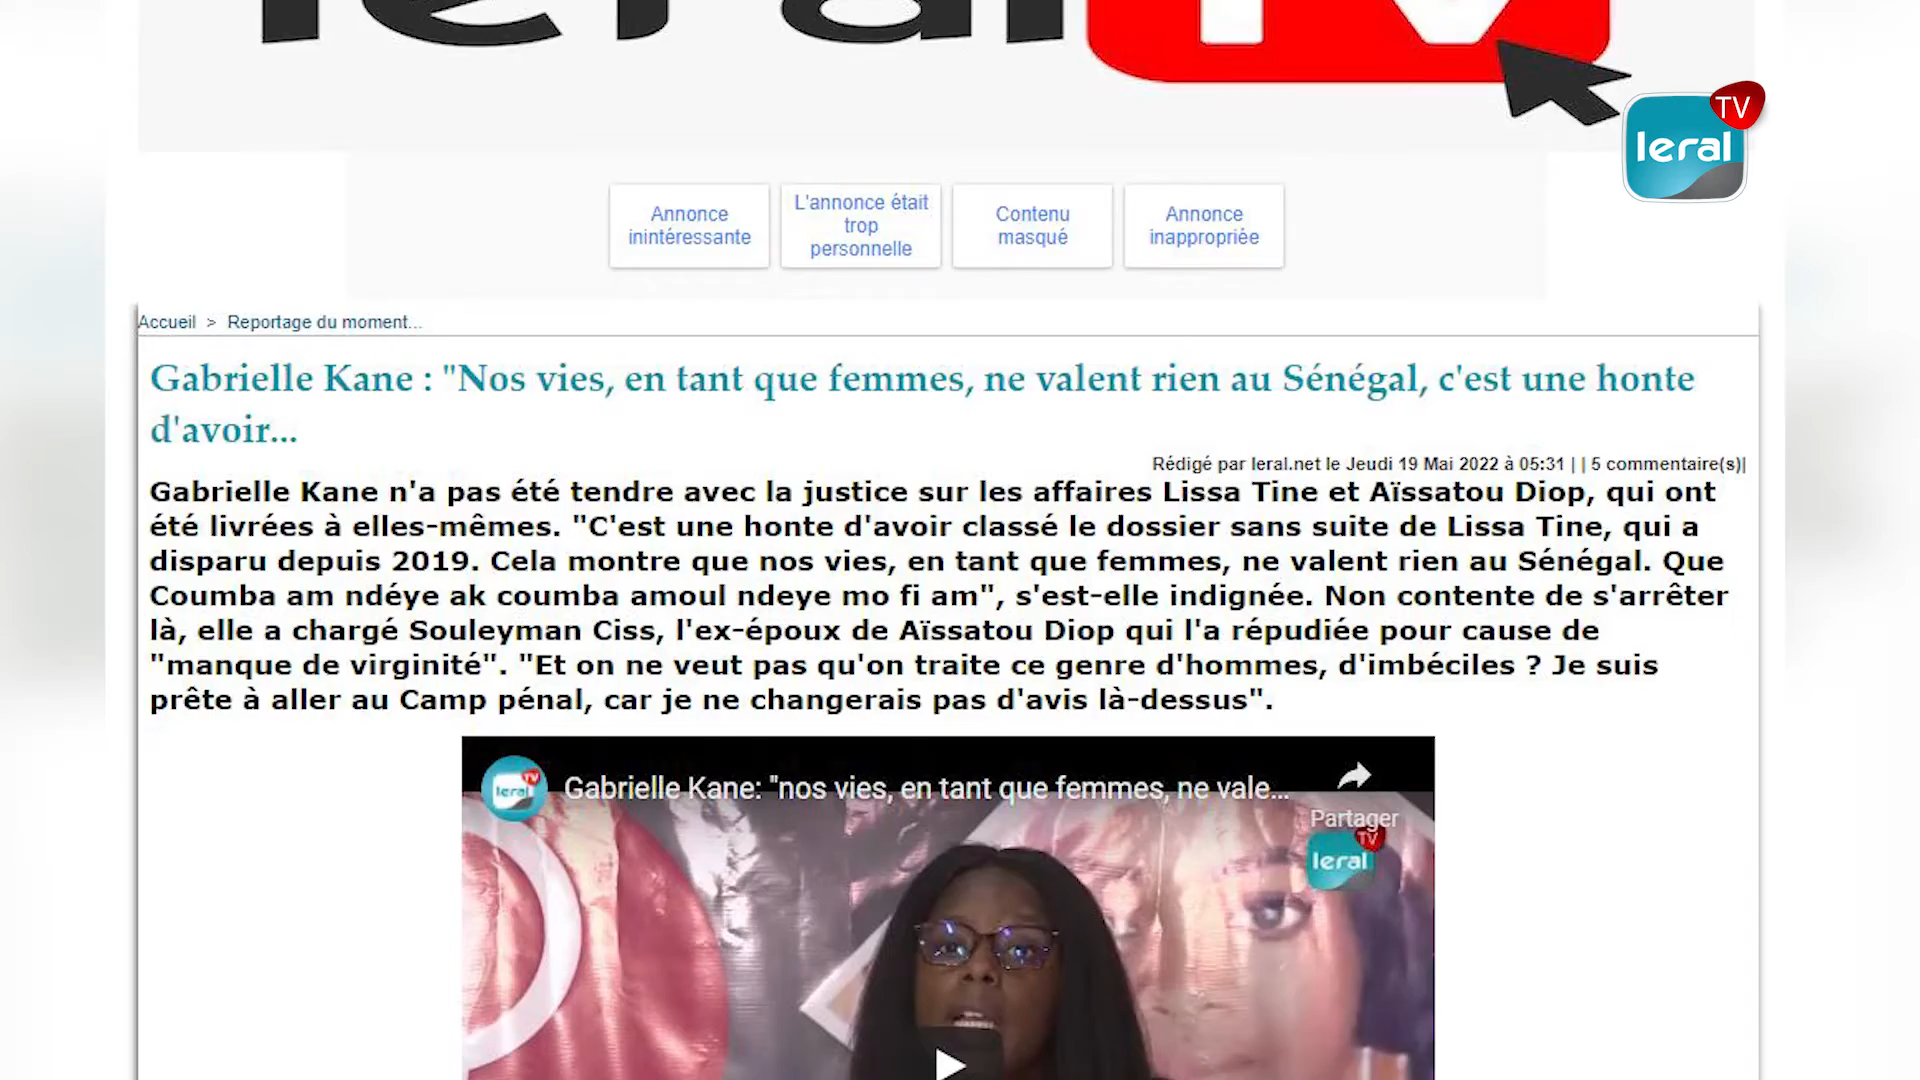 leral TV
TV
leral
Annonce
inintéressante
L'annonce était
trop
personnelle
Contenu
masqué
Annonce
inappropriée
Accueil > Reportage du moment...
Gabrielle Kane : "Nos vies, en tant que femmes, ne valent rien au Sénégal, c'est une honte
d'avoir...
Rédigé par leral.net le Jeudi 19 Mai 2022 à 05:31 | | 5 commentaire(s)|
Gabrielle Kane n'a pas été tendre avec la justice sur les affaires Lissa Tine et Aïssatou Diop, qui ont
été livrées à elles-mêmes. "C'est une honte d'avoir classé le dossier sans suite de Lissa Tine, qui a
disparu depuis 2019. Cela montre que nos vies, en tant que femmes, ne valent rien au Sénégal. Que
Coumba am ndéye ak coumba amoul ndeye mo fi am", s'est-elle indignée. Non contente de s'arrêter
là, elle a chargé Souleyman Ciss, l'ex-époux de Aïssatou Diop qui l'a répudiée pour cause de
"manque de virginité". "Et on ne veut pas qu'on traite ce genre d'hommes, d'imbéciles ? Je suis
prête à aller au Camp pénal, car je ne changerais pas d'avis là-dessus".
leral TV
Gabrielle Kane: "nos vies, en tant que femmes, ne vale...
Partager
TV
leral